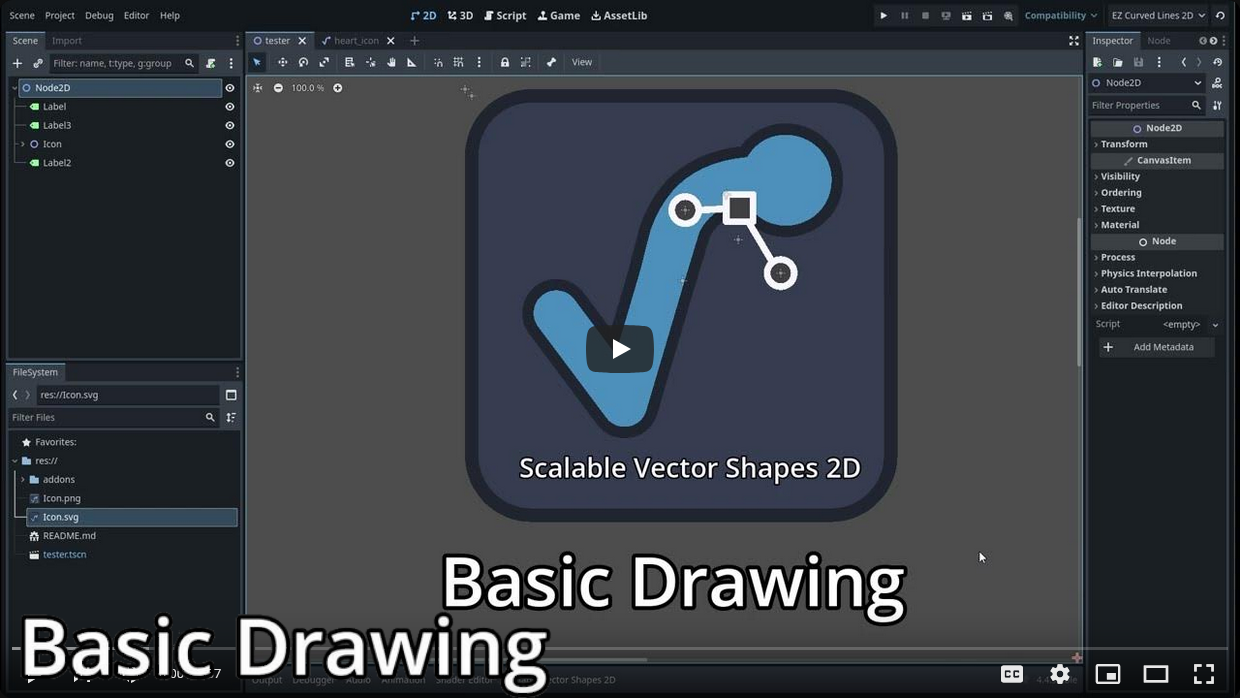 Scene Project Debug Editor Help
2D 3D Script Game AssetLib
Compatibility EZ Curved Lines 2D
Scene Import
tester heart_icon
Inspector Node
Filter: name, t:type, g:group
View
Node2D
Label
Label3
Icon
Label2
100.0 %
Node2D
Filter Properties
Node2D
Transform
CanvasItem
Visibility
Ordering
Texture
Material
Node
Process
Physics Interpolation
Auto Translate
Editor Description
Script <empty>
Add Metadata
FileSystem
res://Icon.svg
Filter Files
Favorites:
res://
addons
Icon.png
Icon.svg
README.md
tester.tscn
Scalable Vector Shapes 2D
Basic Drawing
Basic Drawing
Output Debugger Audio Animation Shader Editor
Shapes 2D
CC